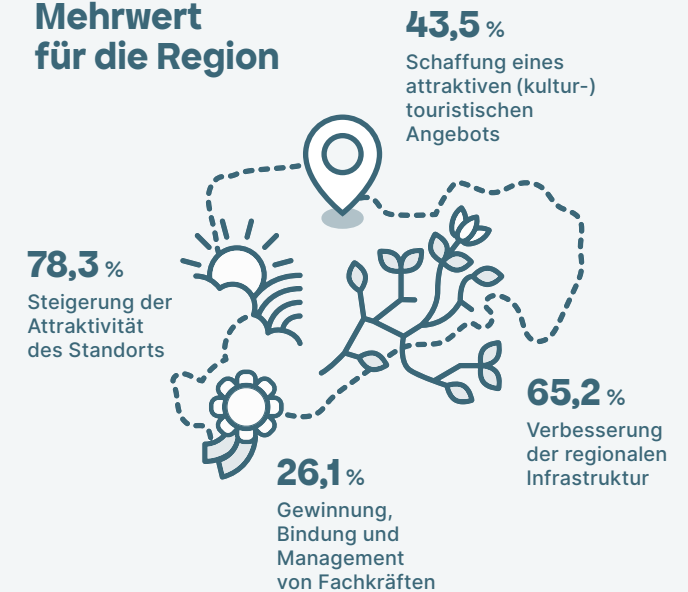 Mehrwert
für die Region
43,5 %
Schaffung eines
attraktiven (kultur-)
touristischen
Angebots
78,3 %
Steigerung der
Attraktivität
des Standorts
65,2 %
Verbesserung
der regionalen
Infrastruktur
26,1 %
Gewinnung,
Bindung und
Management
von Fachkräften